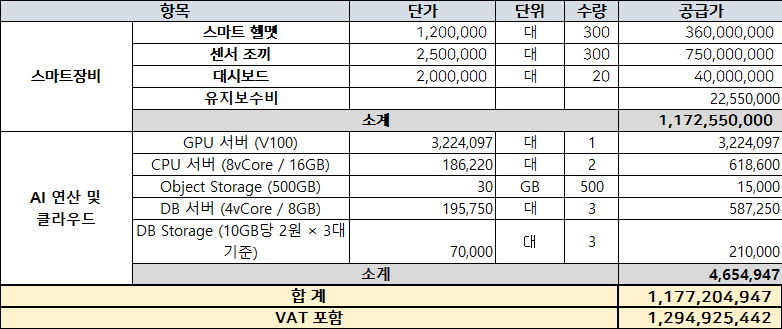 항목 단가 단위 수량 공급가
스마트장비
스마트 헬멧 1,200,000 대 300 360,000,000
센서 조끼 2,500,000 대 300 750,000,000
대시보드 2,000,000 대 20 40,000,000
유지보수비 22,550,000
소계 1,172,550,000
AI 연산 및
클라우드
GPU 서버 (V100) 3,224,097 대 1 3,224,097
CPU 서버 (8vCore / 16GB) 186,220 대 2 618,600
Object Storage (500GB) 30 GB 500 15,000
DB 서버 (4vCore / 8GB) 195,750 대 3 587,250
DB Storage (10GB당 2원 × 3대
기준) 70,000 대 3 210,000
소계 4,654,947
합 계 1,177,204,947
VAT 포함 1,294,925,442